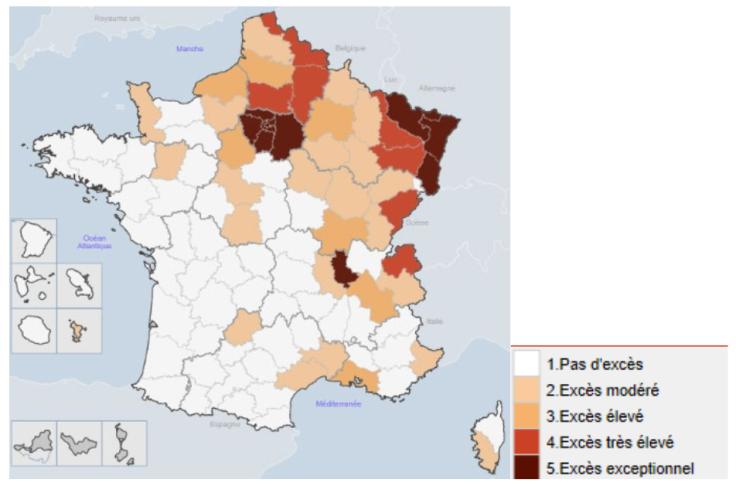 Royaume uni
Manche
Belgique
Lux.
Allemagne
Suisse
Océan
Atlantique
Italie
Méditerranée
Espagne
1.Pas d'excès
2.Excès modéré
3.Excès élevé
4.Excès très élevé
5.Excès exceptionnel